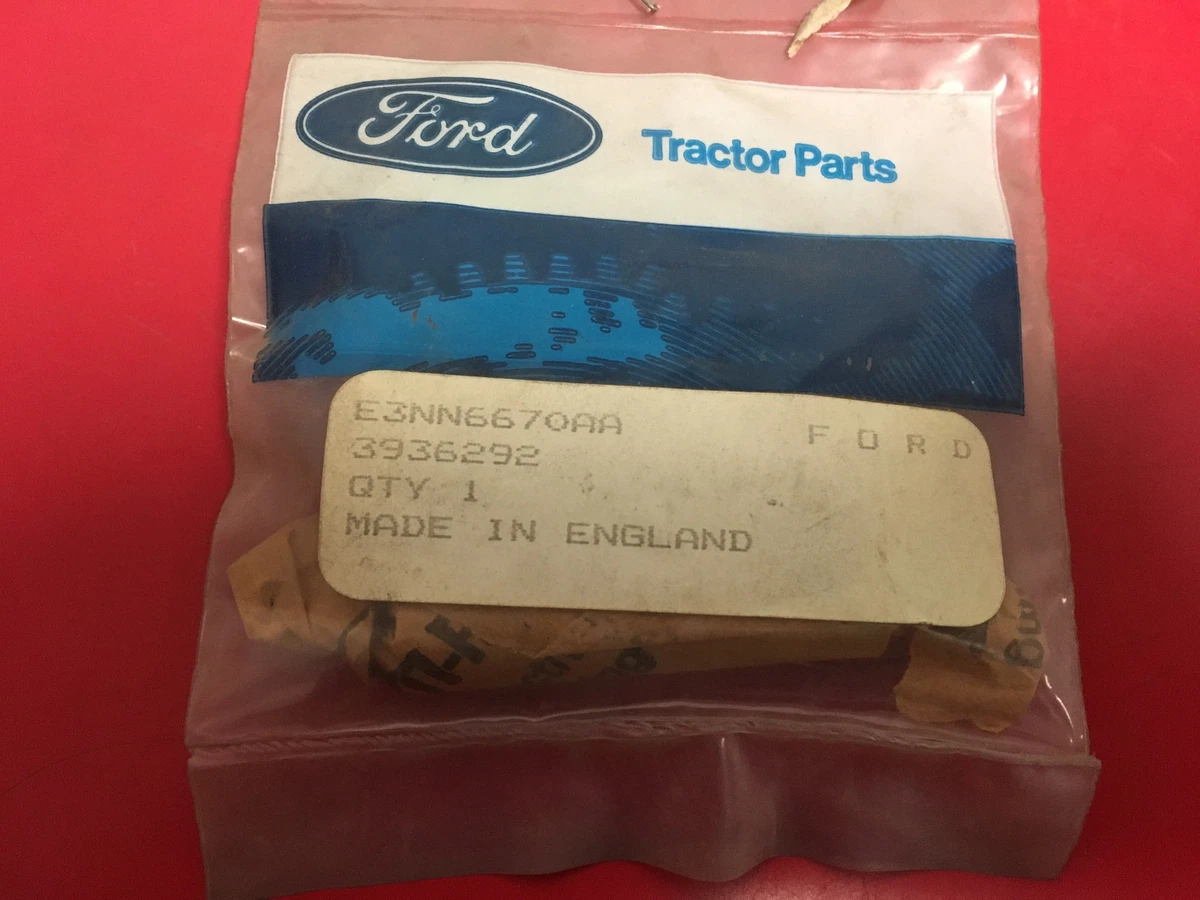 Ford
Tractor Parts
E3NN6670AA
FORD
3936292
QTY 1
MADE IN ENGLAND